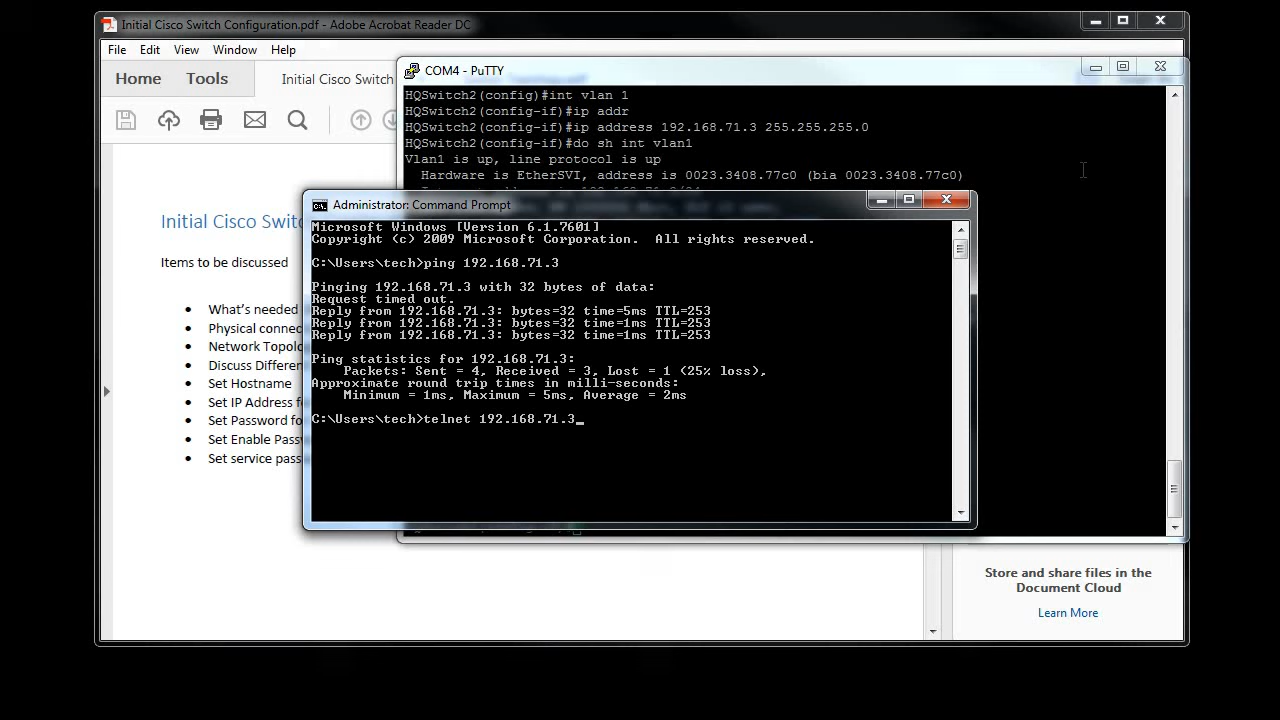 Initial Cisco Switch Configuration.pdf - Adobe Acrobat Reader DC
File Edit View Window Help
Home Tools Initial Cisco Switch
COM4 - PuTTY
HQSwitch2(config)#int vlan 1
HQSwitch2(config-if)#ip addr
HQSwitch2(config-if)#ip address 192.168.71.3 255.255.255.0
HQSwitch2(config-if)#do sh int vlan1
Vlan1 is up, line protocol is up
Hardware is EtherSVI, address is 0023.3408.77c0 (bia 0023.3408.77c0)
Administrator: Command Prompt
Microsoft Windows [Version 6.1.7601]
Copyright (c) 2009 Microsoft Corporation. All rights reserved.
C:\Users\tech>ping 192.168.71.3
Pinging 192.168.71.3 with 32 bytes of data:
Request timed out.
Reply from 192.168.71.3: bytes=32 time=5ms TTL=253
Reply from 192.168.71.3: bytes=32 time=1ms TTL=253
Reply from 192.168.71.3: bytes=32 time=1ms TTL=253
Ping statistics for 192.168.71.3:
Packets: Sent = 4, Received = 3, Lost = 1 (25% loss),
Approximate round trip times in milli-seconds:
Minimum = 1ms, Maximum = 5ms, Average = 2ms
C:\Users\tech>telnet 192.168.71.3_
Initial Cisco Switc
Items to be discussed
• What's needed
• Physical connec
• Network Topolo
• Discuss Differen
• Set Hostname
• Set IP Address f
• Set Password fo
• Set Enable Passw
• Set service pass
Store and share files in the
Document Cloud
Learn More